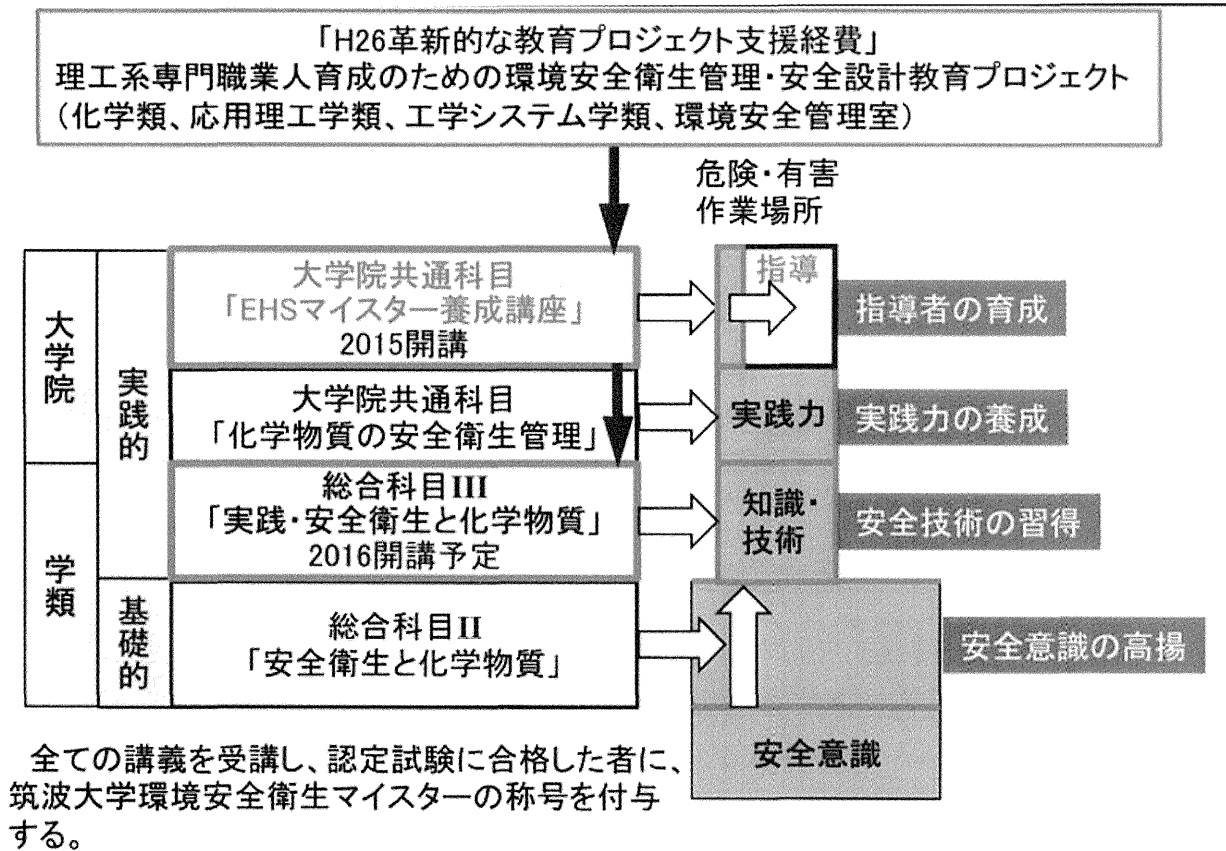 「H26革新的な教育プロジェクト支援経費」
理工系専門職業人育成のための環境安全衛生管理・安全設計教育プロジェクト
(化学類、応用理工学類、工学システム学類、環境安全管理室)
危険・有害
作業場所
大学院
実践的
大学院共通科目
「EHSマイスター養成講座」
2015開講
指導
指導者の育成
大学院共通科目
「化学物質の安全衛生管理」
実践力
実践力の養成
学類
総合科目III
「実践・安全衛生と化学物質」
2016開講予定
知識・
技術
安全技術の習得
基礎的
総合科目II
「安全衛生と化学物質」
安全意識の高揚
安全意識
全ての講義を受講し、認定試験に合格した者に、
筑波大学環境安全衛生マイスターの称号を付与
する。